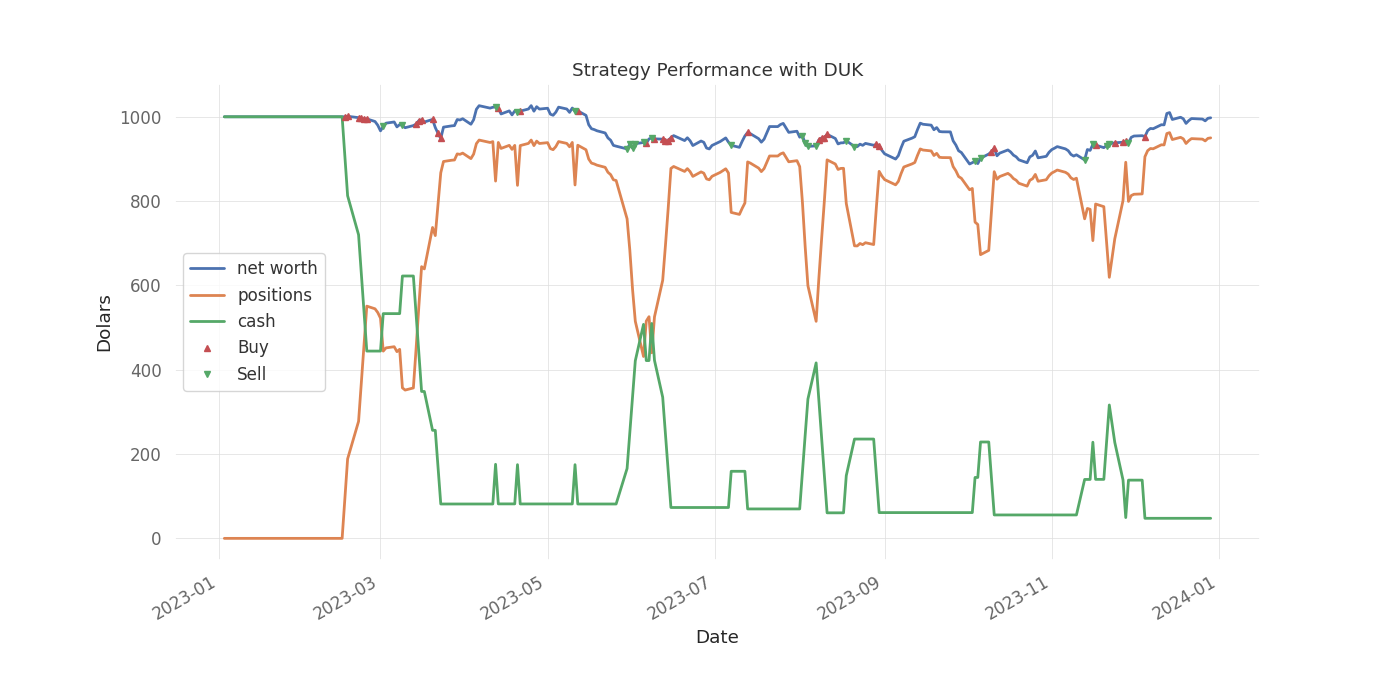 Strategy Performance with DUK
1000
800
600
400
200
0
Dolars
net worth
positions
cash
Buy
Sell
2023-01
2023-03
2023-05
2023-07
2023-09
2023-11
2024-01
Date